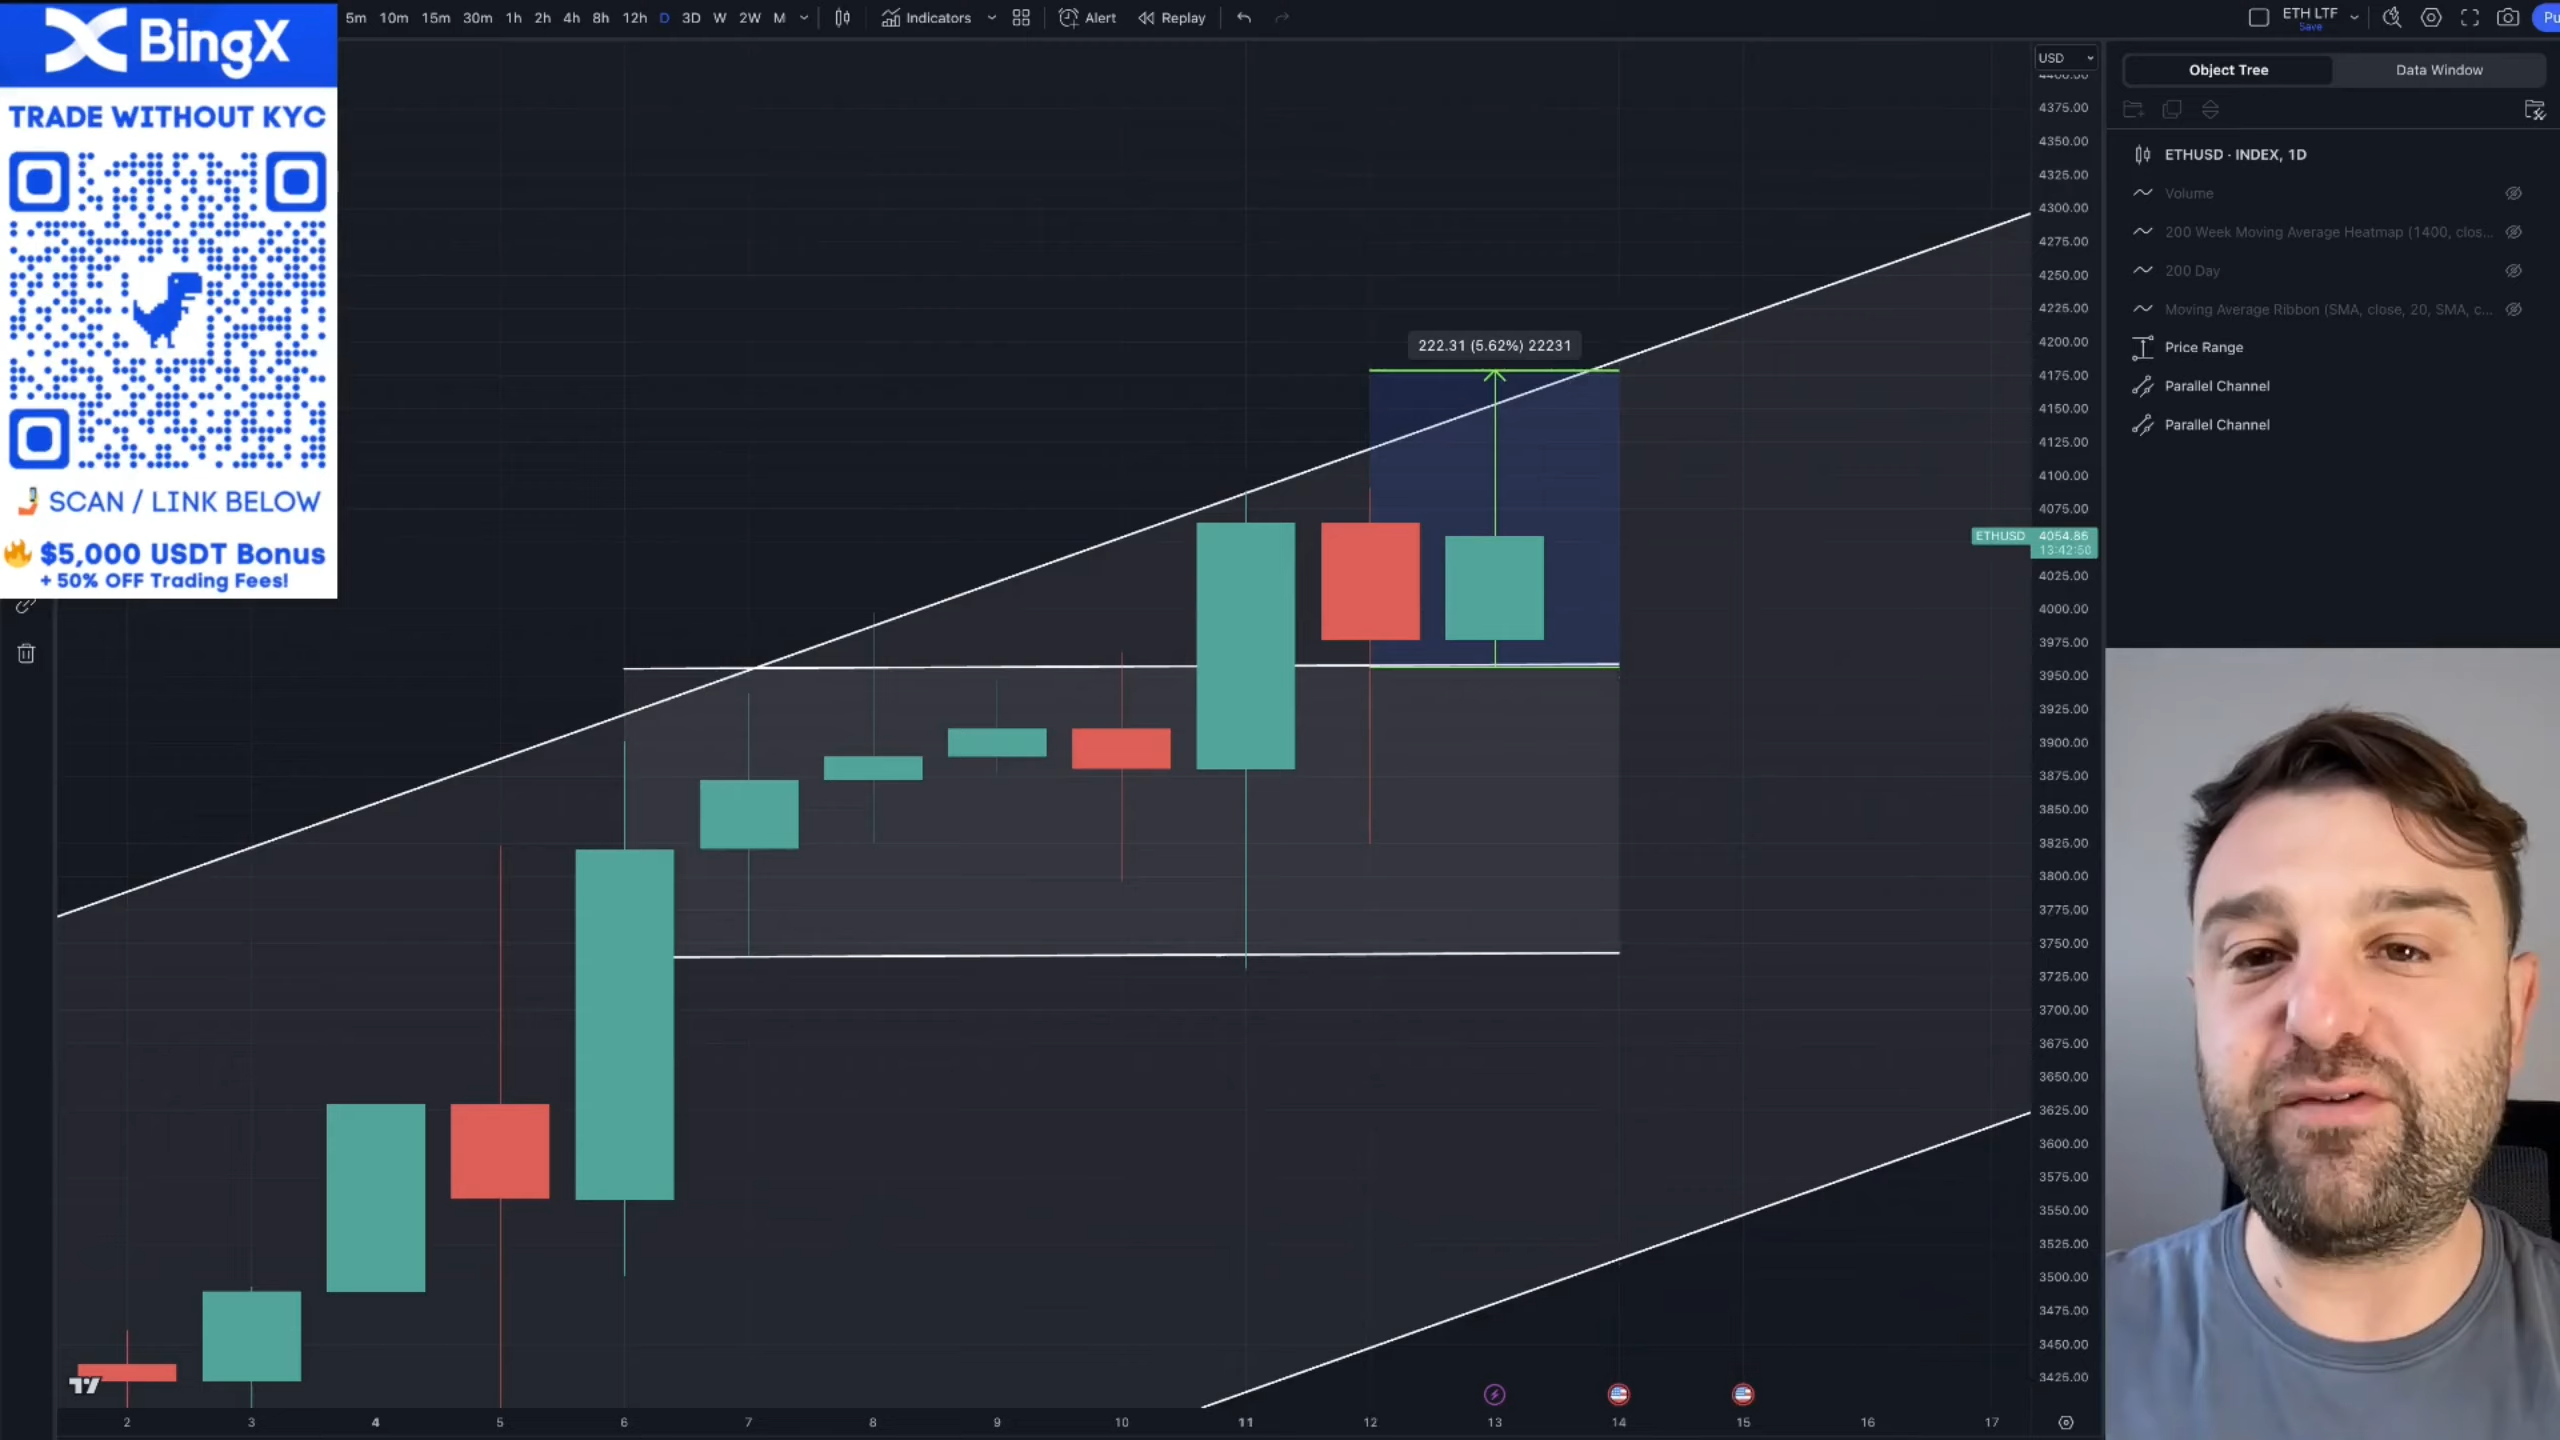 BingX
TRADE WITHOUT KYC
SCAN / LINK BELOW
$5,000 USDT Bonus
+ 50% OFF Trading Fees!
5m 10m 15m 30m 1h 2h 4h 8h 12h D 3D W 2W M Indicators Alert Replay
ETH LTF
Save
Pu
USD
Object Tree Data Window
ETHUSD · INDEX, 1D
Volume
200 Week Moving Average Heatmap (1400, clos...
200 Day
Moving Average Ribbon (SMA, close, 20, SMA, c...
Price Range
Parallel Channel
Parallel Channel
222.31 (5.62%) 22231
4400.00
4375.00
4350.00
4325.00
4300.00
4275.00
4250.00
4225.00
4200.00
4175.00
4150.00
4125.00
4100.00
4075.00
ETHUSD 4054.86
13:42:50
4025.00
4000.00
3975.00
3950.00
3925.00
3900.00
3875.00
3850.00
3825.00
3800.00
3775.00
3750.00
3725.00
3700.00
3675.00
3650.00
3625.00
3600.00
3575.00
3550.00
3525.00
3500.00
3475.00
3450.00
3425.00
2 3 4 5 6 7 8 9 10 11 12 13 14 15 16 17